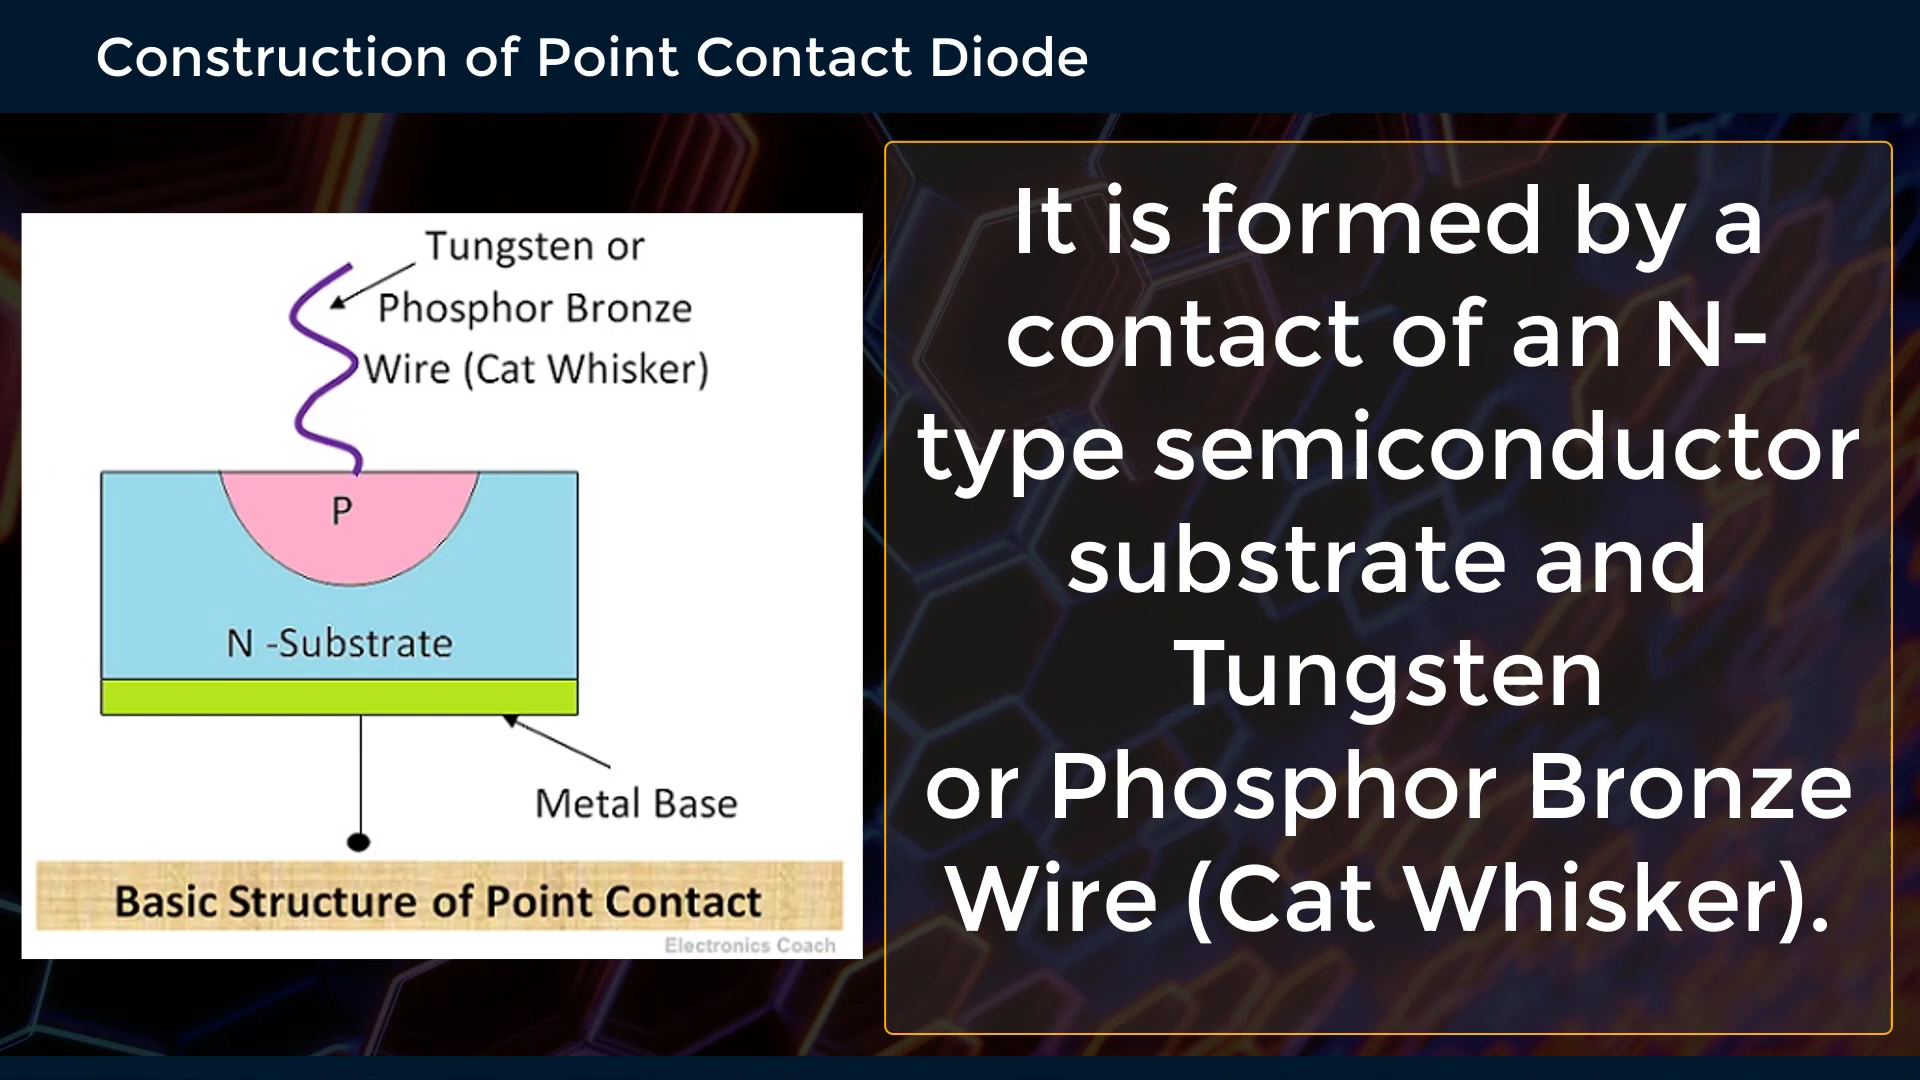 Construction of Point Contact Diode
Tungsten or
Phosphor Bronze
Wire (Cat Whisker)
P
N -Substrate
Metal Base
Basic Structure of Point Contact
Electronics Coach
It is formed by a
contact of an N-
type semiconductor
substrate and
Tungsten
or Phosphor Bronze
Wire (Cat Whisker).